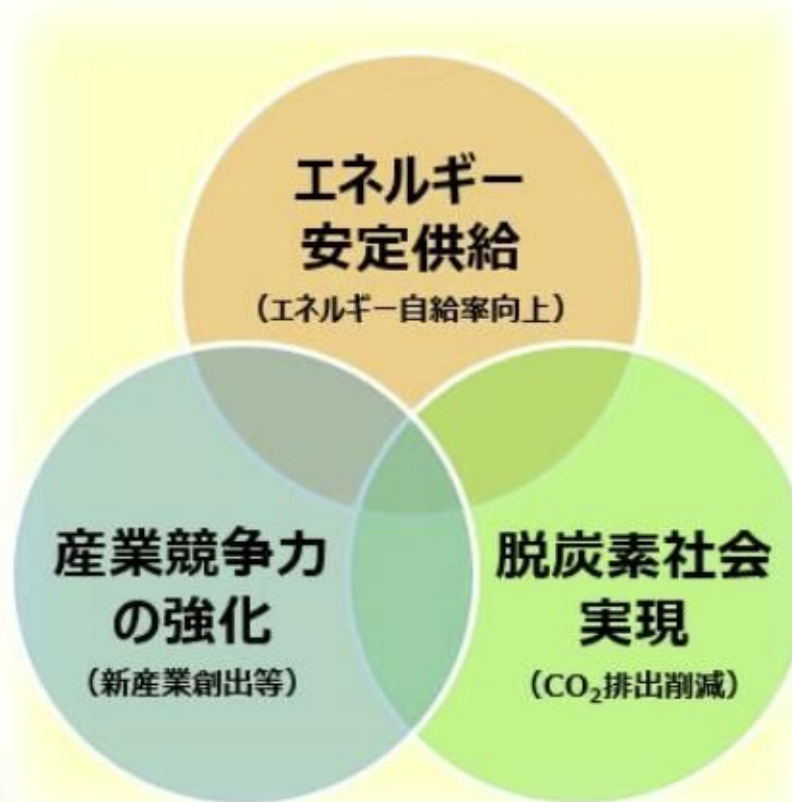 エネルギー
安定供給
（エネルギー自給率向上）
産業競争力
の強化
（新産業創出等）
脱炭素社会
実現
（CO₂排出削減）